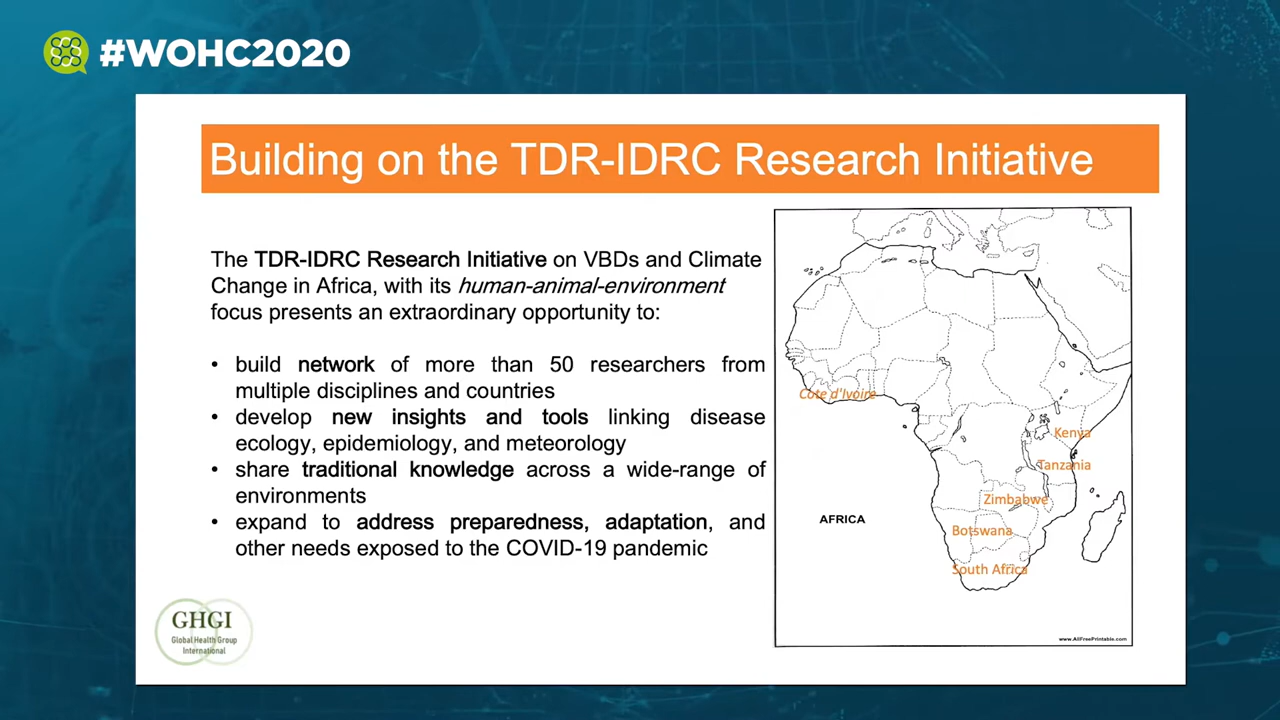 #WOHC2020
Building on the TDR-IDRC Research Initiative
The TDR-IDRC Research Initiative on VBDs and Climate
Change in Africa, with its human-animal-environment
focus presents an extraordinary opportunity to:
• build network of more than 50 researchers from
multiple disciplines and countries
• develop new insights and tools linking disease
ecology, epidemiology, and meteorology
• share traditional knowledge across a wide-range of
environments
• expand to address preparedness, adaptation, and
other needs exposed to the COVID-19 pandemic
Cote d'Ivoire
Kenya
Tanzania
Zimbabwe
AFRICA
Botswana
South Africa
www.AllFreePrintable.com
GHGI
Global Health Group
International